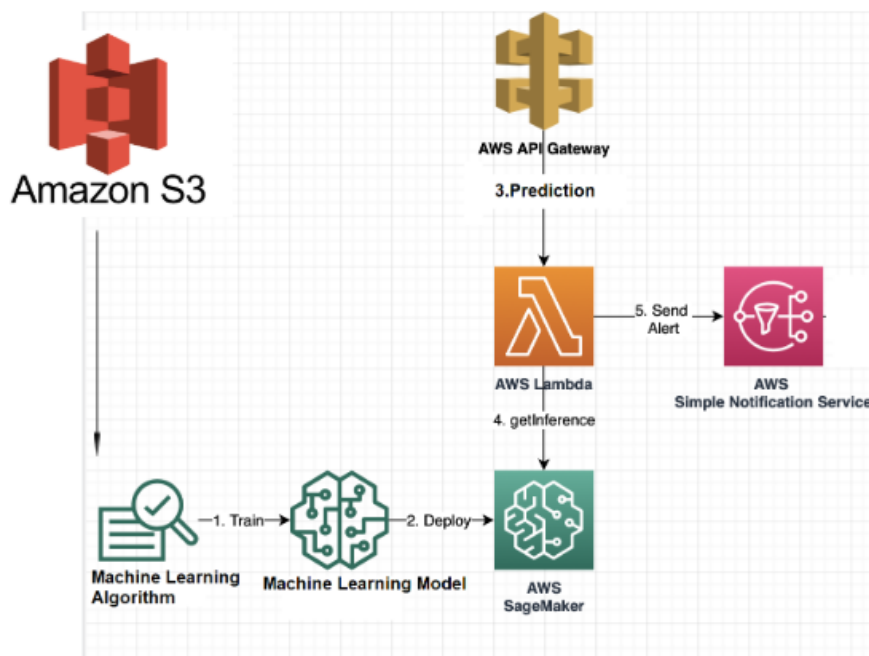 Amazon S3
AWS API Gateway
3.Prediction
5. Send
Alert
AWS Lambda
AWS
Simple Notification Service
4. getInference
1. Train
2. Deploy
Machine Learning
Algorithm
Machine Learning Model
AWS
SageMaker